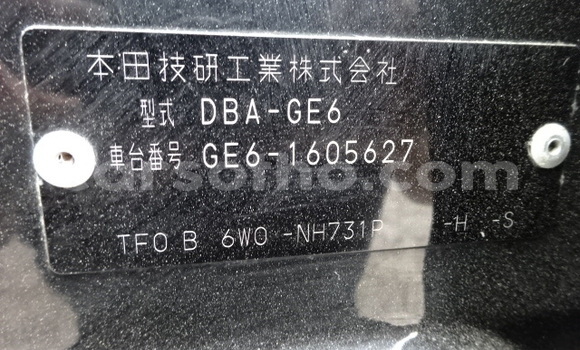 本田技研工業株式会社
型式 DBA-GE6
車台番号 GE6-1605627
TFO B 6W0 -NH731P -H -S